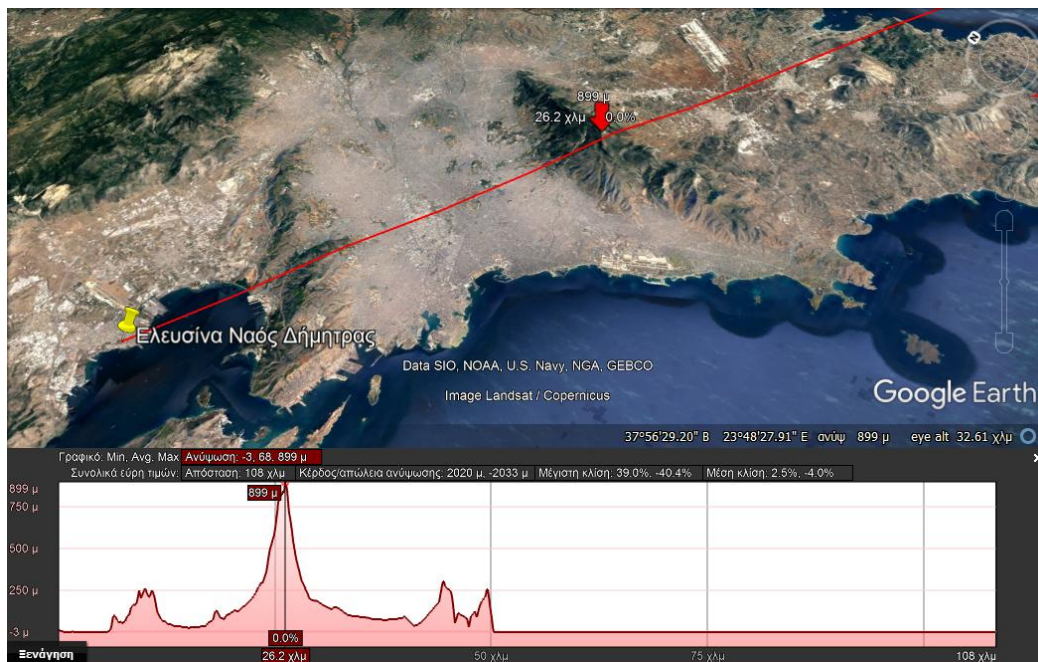 899 μ
26.2 χλμ 0.0%
Ελευσίνα Ναός Δήμητρας
Data SIO, NOAA, U.S. Navy, NGA, GEBCO
Image Landsat / Copernicus
Google Earth
37°56'29.20" Β 23°48'27.91" Ε ανύψ 899 μ eye alt 32.61 χλμ
Γραφικό: Min, Avg, Max Ανύψωση: -3, 68, 899 μ
Συνολικά εύρη τιμών: Απόσταση: 108 χλμ Κέρδος/απώλεια ανύψωσης: 2020 μ, -2033 μ Μέγιστη κλίση: 39.0%, -40.4% Μέση κλίση: 2.5%, -4.0%
899 μ
899 μ
750 μ
500 μ
250 μ
-3 μ
0.0%
Ξενάγηση
26.2 χλμ
50 χλμ
75 χλμ
108 χλμ